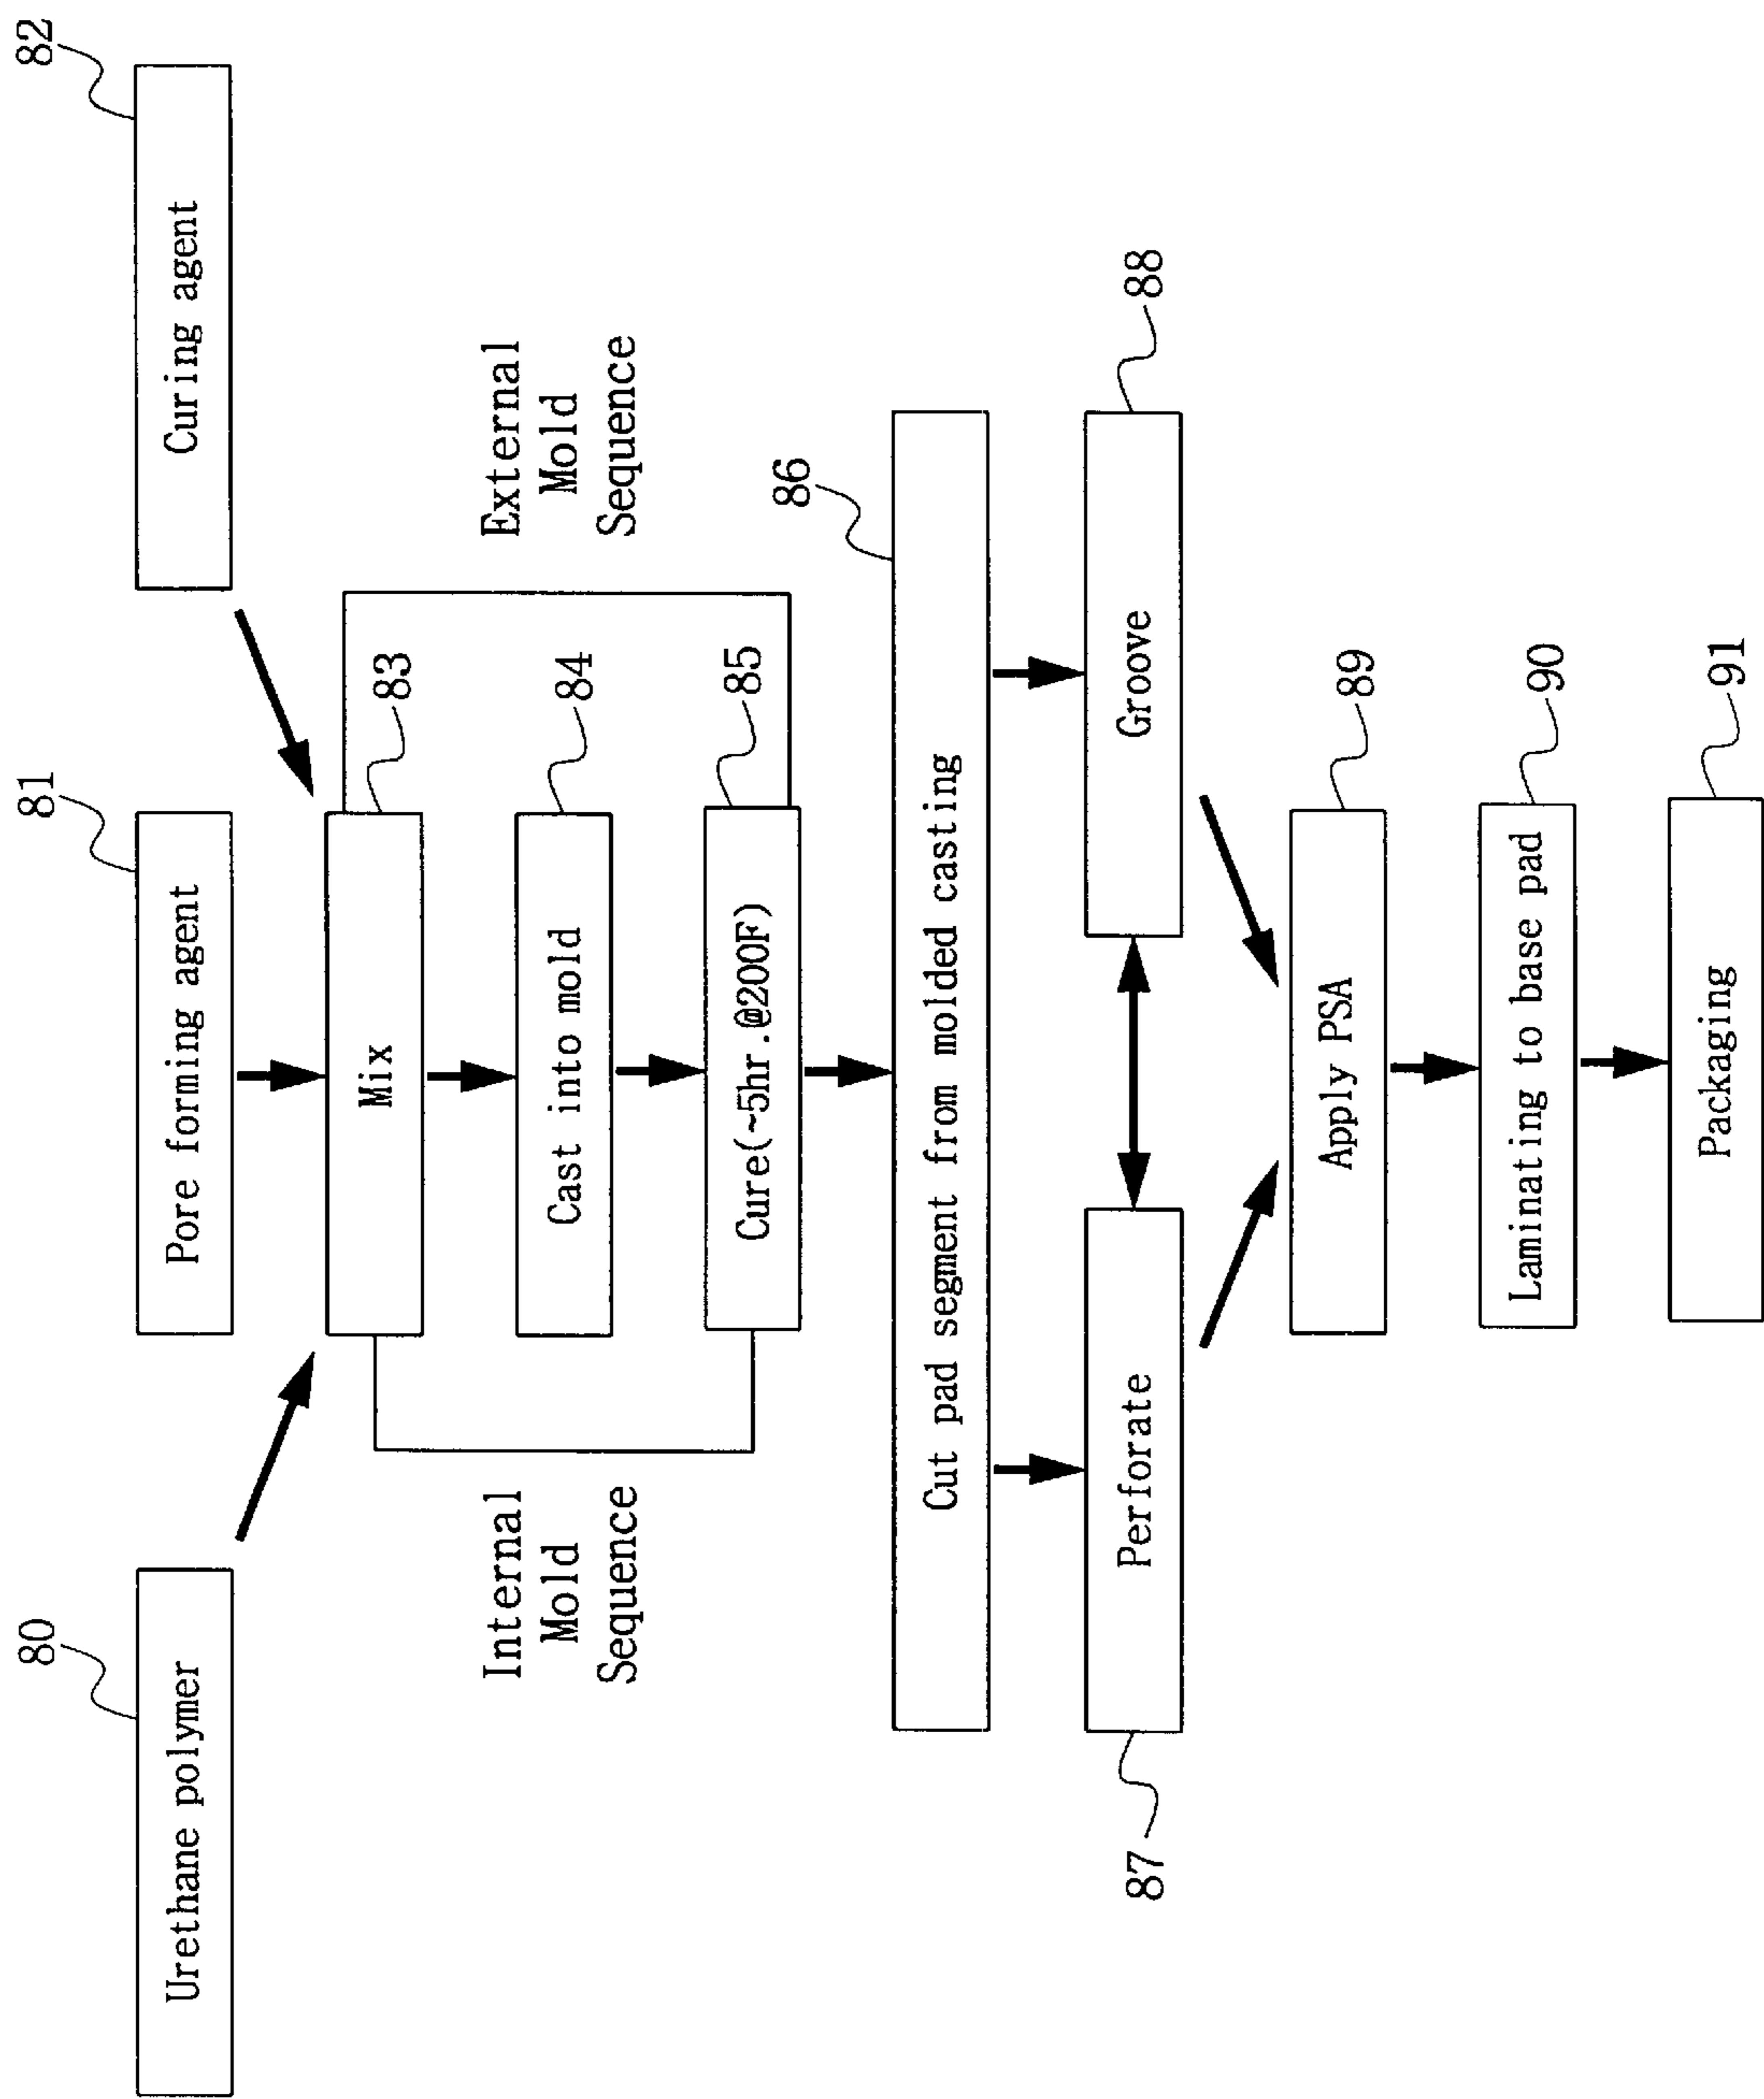 80
81
82
Urethane polymer
Pore forming agent
Curing agent
83
Mix
Internal
Mold
Sequence
External
Mold
Sequence
84
Cast into mold
85
Cure(~5hr.@200F)
86
Cut pad segment from molded casting
87
Perforate
Groove
88
Apply PSA
89
Laminating to base pad
90
Packaging
91